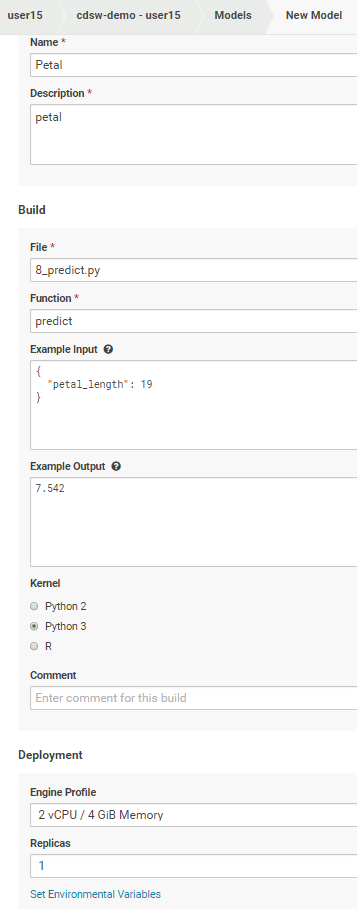 user15 cdsw-demo - user15 Models New Model
Name *
Petal
Description *
petal
Build
File *
8_predict.py
Function *
predict
Example Input ?
{
"petal_length": 19
}
Example Output ?
7.542
Kernel
Python 2
Python 3
R
Comment
Enter comment for this build
Deployment
Engine Profile
2 vCPU / 4 GiB Memory
Replicas
1
Set Environmental Variables